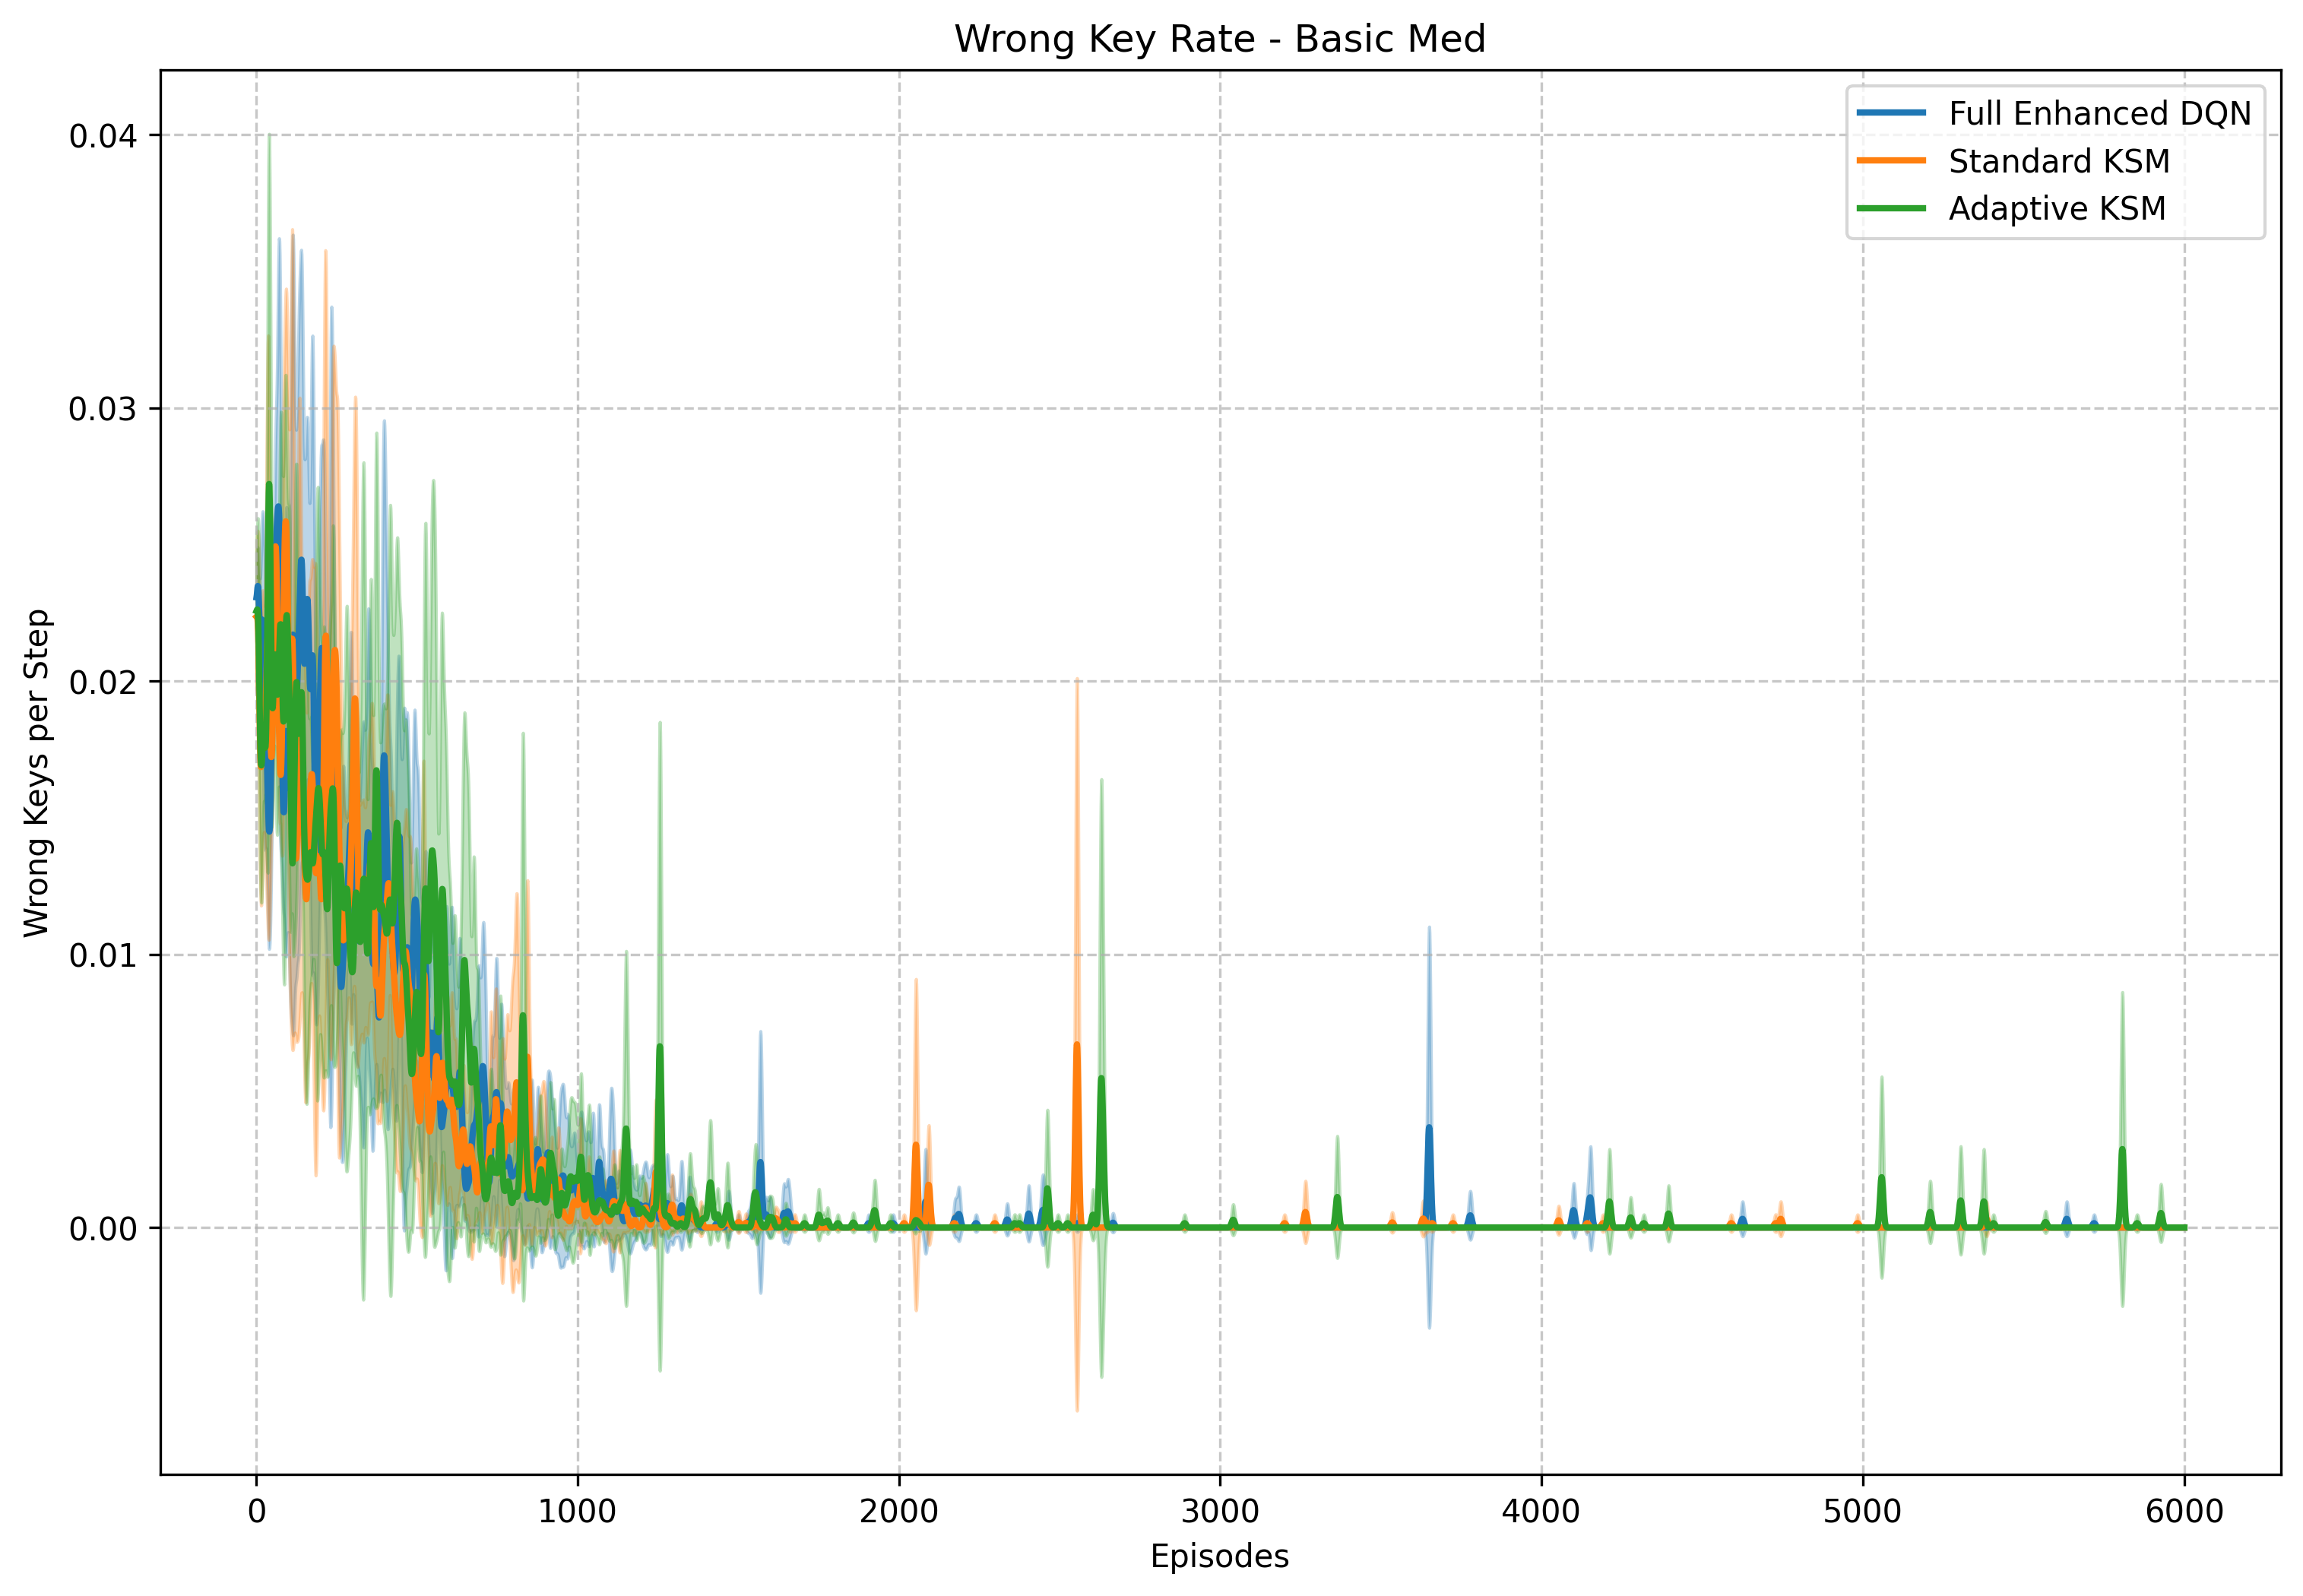 Wrong Key Rate - Basic Med
Full Enhanced DQN
Standard KSM
Adaptive KSM
Wrong Keys per Step
0.04
0.03
0.02
0.01
0.00
0 1000 2000 3000 4000 5000 6000
Episodes